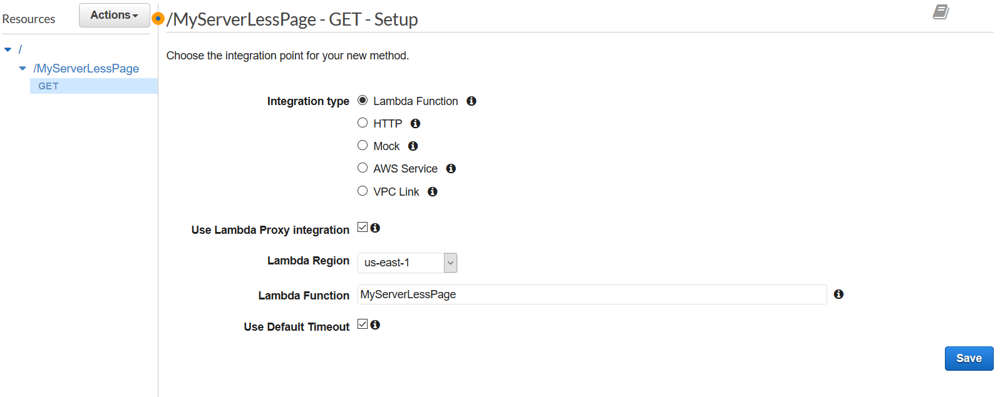 Resources
Actions
/MyServerLessPage - GET - Setup
/
/MyServerLessPage
GET
Choose the integration point for your new method.
Integration type
Lambda Function
HTTP
Mock
AWS Service
VPC Link
Use Lambda Proxy integration
Lambda Region
us-east-1
Lambda Function
MyServerLessPage
Use Default Timeout
Save